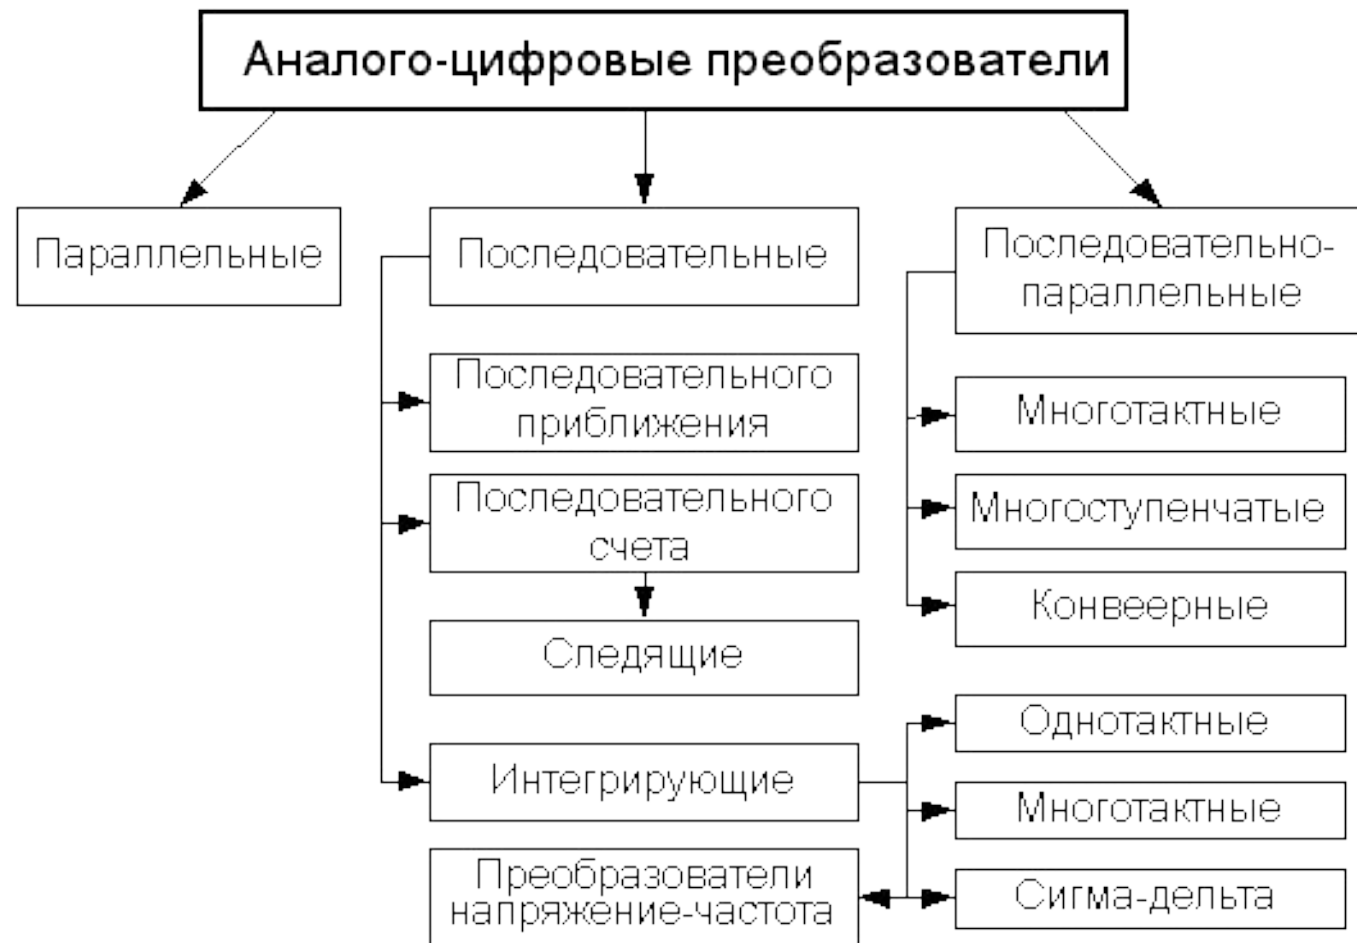 Аналого-цифровые преобразователи
Параллельные
Последовательные
Последовательно-
параллельные
Последовательного
приближения
Многотактные
Последовательного
счета
Многоступенчатые
Конвеерные
Следящие
Однотактные
Интегрирующие
Многотактные
Преобразователи
напряжение-частота
Сигма-дельта